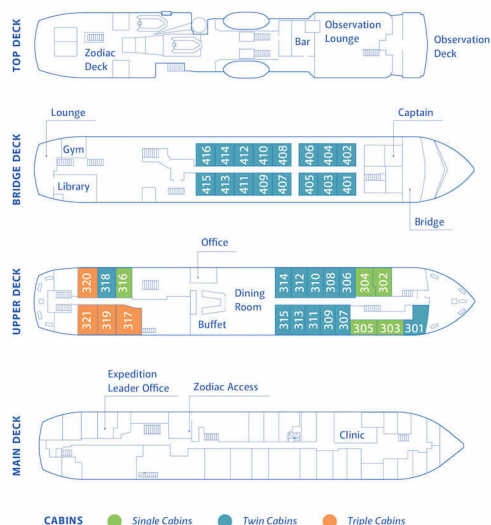 TOP DECK
Zodiac
Deck
Bar
Observation
Lounge
Observation
Deck
BRIDGE DECK
Lounge
Captain
Gym
Library
416 414 412 410 408 406 404 402
415 413 411 409 407 405 403 401
Bridge
UPPER DECK
Office
320 318 316
314 312 310 308 306 304 302
Dining
Room
Buffet
321 319 317
315 313 311 309 307 305 303 301
MAIN DECK
Expedition
Leader Office
Zodiac Access
Clinic
CABINS Single Cabins Twin Cabins Triple Cabins